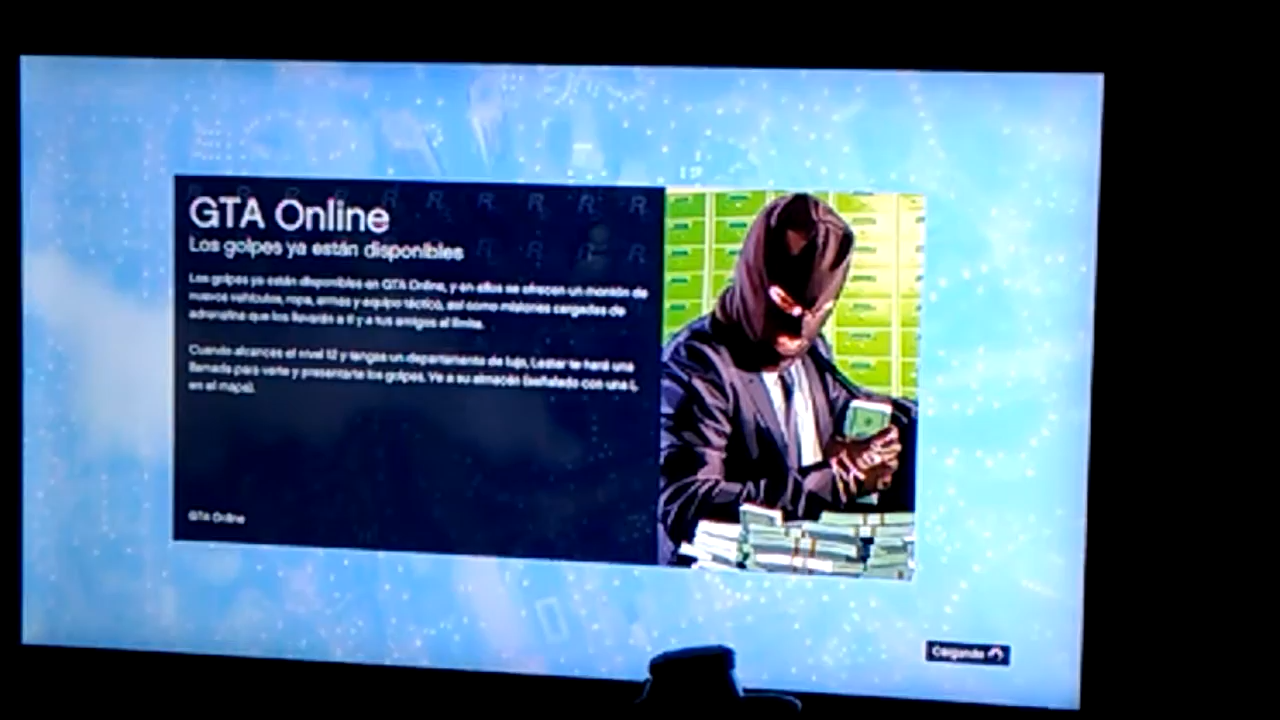 GTA Online
Los golpes ya están disponibles
Los golpes ya están disponibles en GTA Online, y en ellos se ofrecen un montón de
nuevos vehículos, ropa, armas y equipo táctico, así como misiones cargadas de
adrenalina que los llevarán a ti y a tus amigos al límite.
Cuando alcances el nivel 12 y tengas un departamento de lujo, Lester te hará una
llamada para verte y presentarte los golpes. Ve a su almacén (señalado con una L
en el mapa).
GTA Online
Cargando